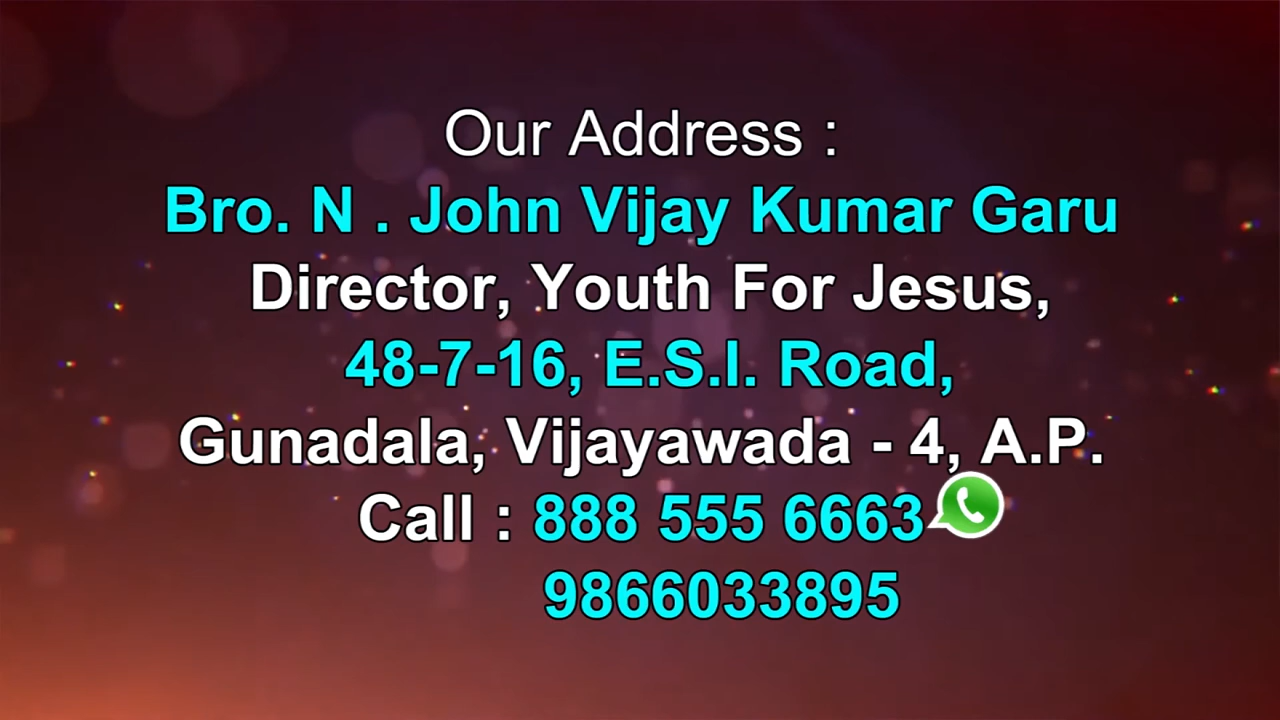 Our Address :
Bro. N . John Vijay Kumar Garu
Director, Youth For Jesus,
48-7-16, E.S.I. Road,
Gunadala, Vijayawada - 4, A.P.
Call : 888 555 6663
9866033895